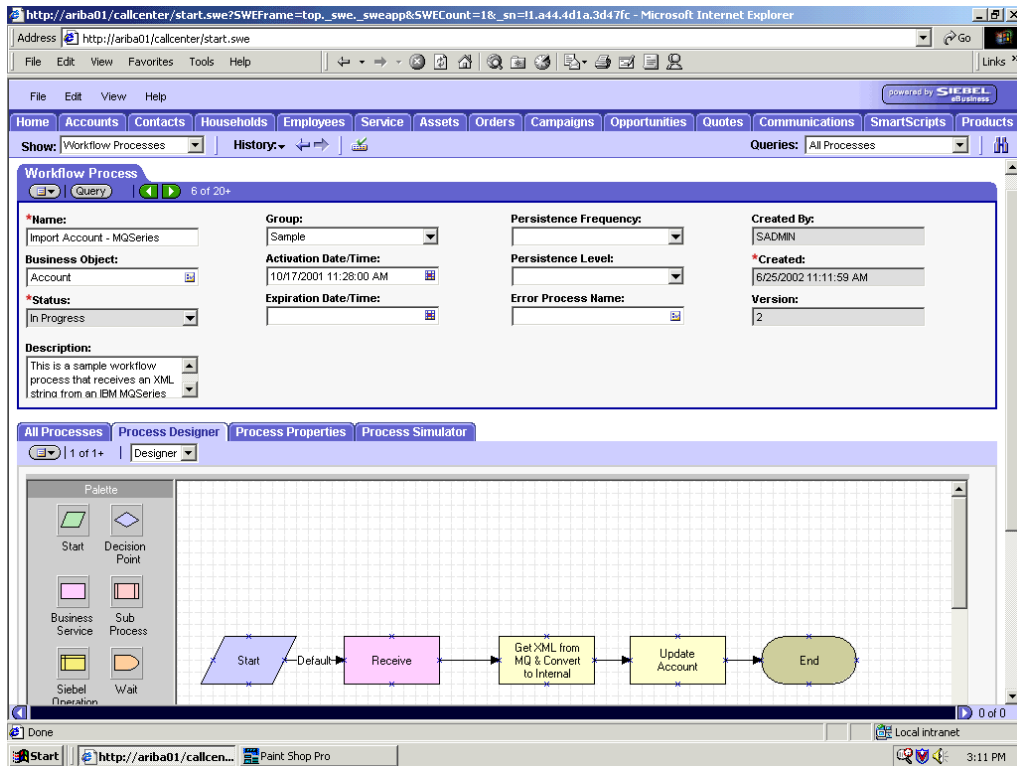 http://ariba01/callcenter/start.swe?SWEFrame=top._swe._sweapp&SWECount=1&_sn=!1.a44.4d1a.3d47fc - Microsoft Internet Explorer
Address http://ariba01/callcenter/start.swe Go
File Edit View Favorites Tools Help Links »
File Edit View Help powered by SIEBEL eBusiness
Home Accounts Contacts Households Employees Service Assets Orders Campaigns Opportunities Quotes Communications SmartScripts Products
Show: Workflow Processes History: Queries: All Processes
Workflow Process
Query 6 of 20+
*Name: Group: Persistence Frequency: Created By:
Import Account - MQSeries Sample SADMIN
Business Object: Activation Date/Time: Persistence Level: *Created:
Account 10/17/2001 11:28:00 AM 6/25/2002 11:11:59 AM
*Status: Expiration Date/Time: Error Process Name: Version:
In Progress 2
Description:
This is a sample workflow
process that receives an XML
string from an IBM MQSeries
All Processes Process Designer Process Properties Process Simulator
1 of 1+ Designer
Palette
Start Decision
Point
Business Sub
Service Process
Siebel Wait
Operation
Start Default Receive Get XML from
MQ & Convert
to Internal Update
Account End
0 of 0
Done Local intranet
Start http://ariba01/callcen... Paint Shop Pro 3:11 PM